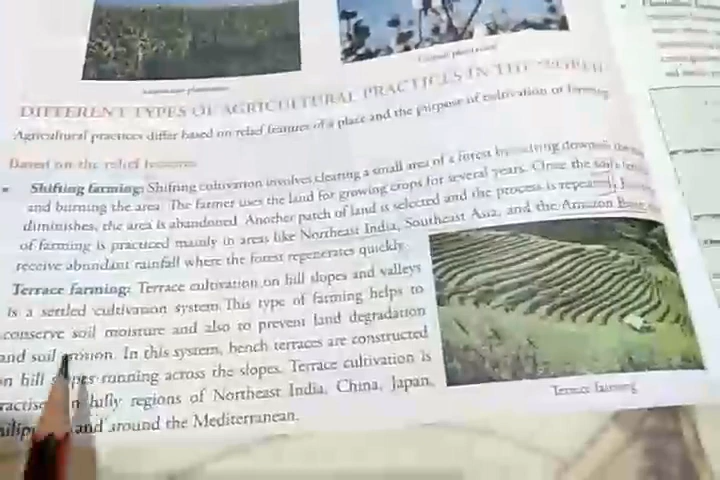 DIFFERENT TYPES OF AGRICULTURAL PRACTICES IN THE WORLD
Agricultural practices differ based on relief features of a place and the purpose of cultivation or farming
Based on the relief features
Shifting farming: Shifting cultivation involves clearing a small area of a forest by cutting down the
and burning the area. The farmer uses the land for growing crops for several years. Once the soil's
diminishes, the area is abandoned. Another patch of land is selected and the process is repeated.
of farming is practiced mainly in areas like Northeast India, Southeast Asia, and the Amazon Basin
receive abundant rainfall where the forest regenerates quickly.
Terrace farming: Terrace cultivation on hill slopes and valleys
is a settled cultivation system. This type of farming helps to
conserve soil moisture and also to prevent land degradation
and soil erosion. In this system, bench terraces are constructed
on hill slopes running across the slopes. Terrace cultivation is
in hilly regions of Northeast India, China, Japan,
and around the Mediterranean.
Terrace farming